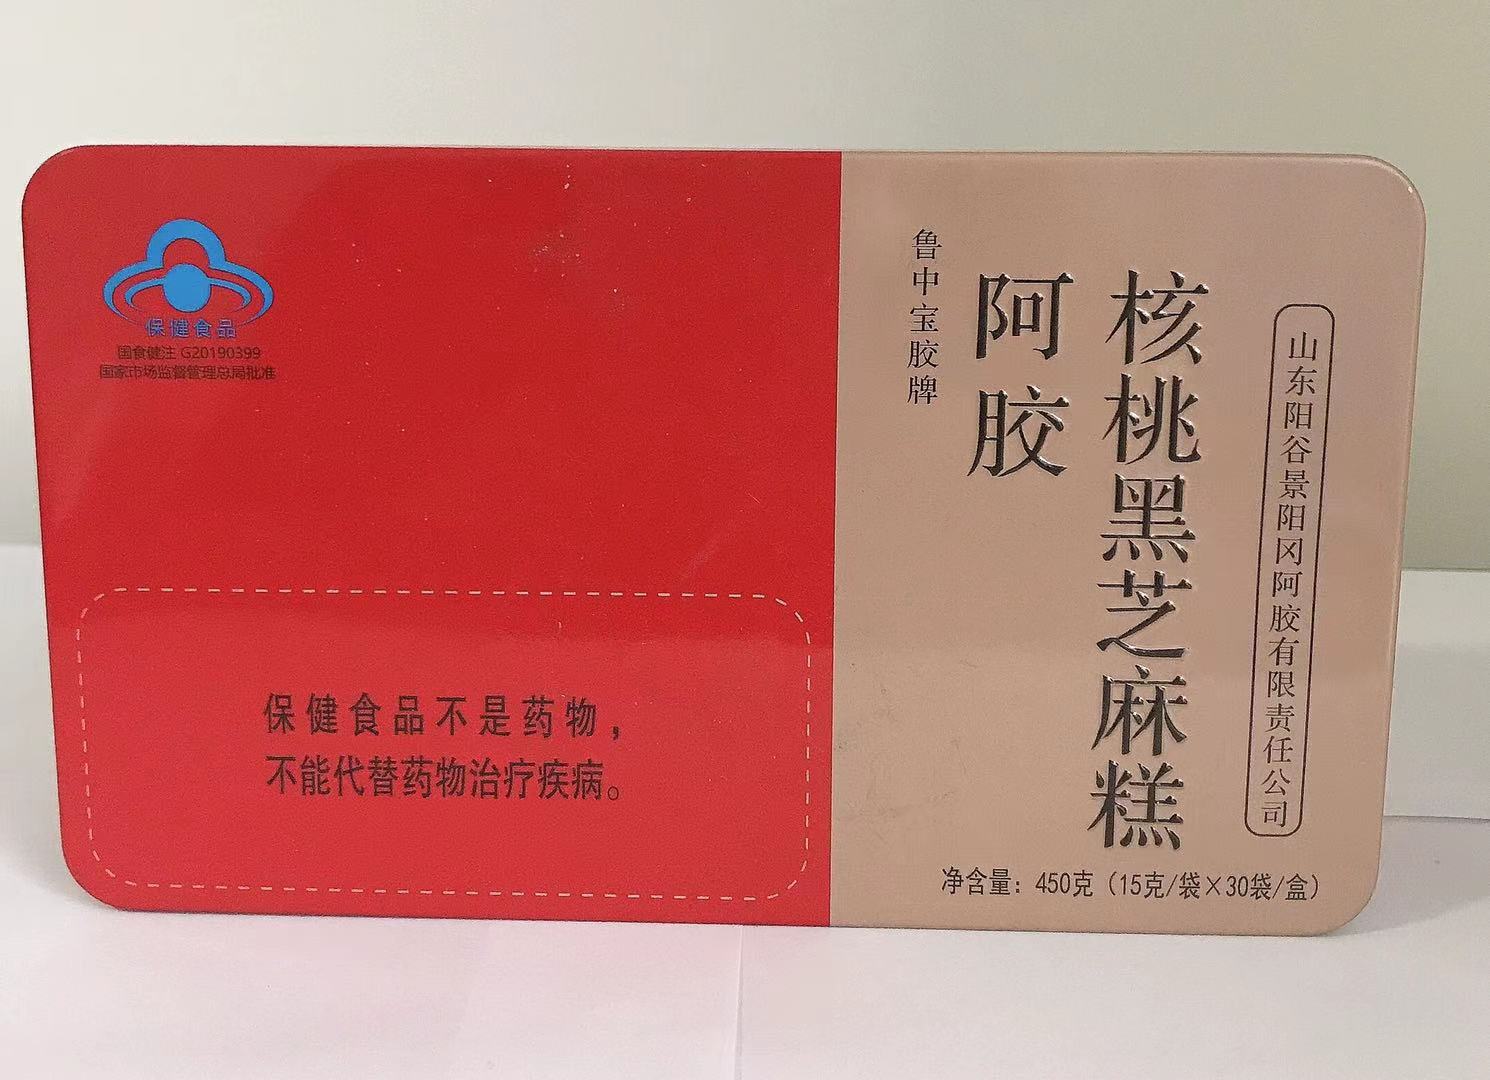 保健食品
国食健注 G20190399
国家市场监督管理总局批准
保健食品不是药物，
不能代替药物治疗疾病。
鲁中宝胶牌
阿胶
核桃黑芝麻糕
山东阳谷景阳冈阿胶有限责任公司
净含量：450克（15克/袋×30袋/盒）